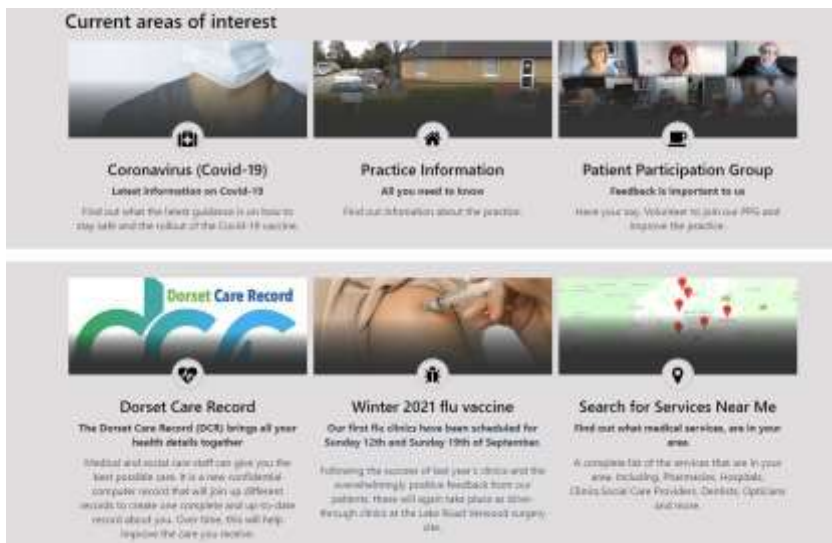 Current areas of interest
Coronavirus (Covid-19)
Latest information on Covid-19
Find out what the latest guidance is on how to
stay safe and the rollout of the Covid-19 vaccine.
Practice Information
All you need to know
Find out information about the practice.
Patient Participation Group
Feedback is important to us
Have your say. Volunteer to join our PPG and
improve the practice.
Dorset Care Record
Dorset Care Record
The Dorset Care Record (DCR) brings all your
health details together
Medical and social care staff can give you the
best possible care. It is a new confidential
computer record that will join up different
records to create one complete and up-to-date
record about you. Over time, this will help
improve the care you receive.
Winter 2021 flu vaccine
Our first flu clinics have been scheduled for
Sunday 12th and Sunday 19th of September.
Following the success of last year's clinics and the
overwhelmingly positive feedback from our
patients, these will again take place as drive-
through clinics at the Lake Road Verwood surgery
site.
Search for Services Near Me
Find out what medical services, are in your
area.
A complete list of the services that are in your
area. Including, Pharmacies, Hospitals,
Clinics,Social Care Providers, Dentists, Opticians
and more.